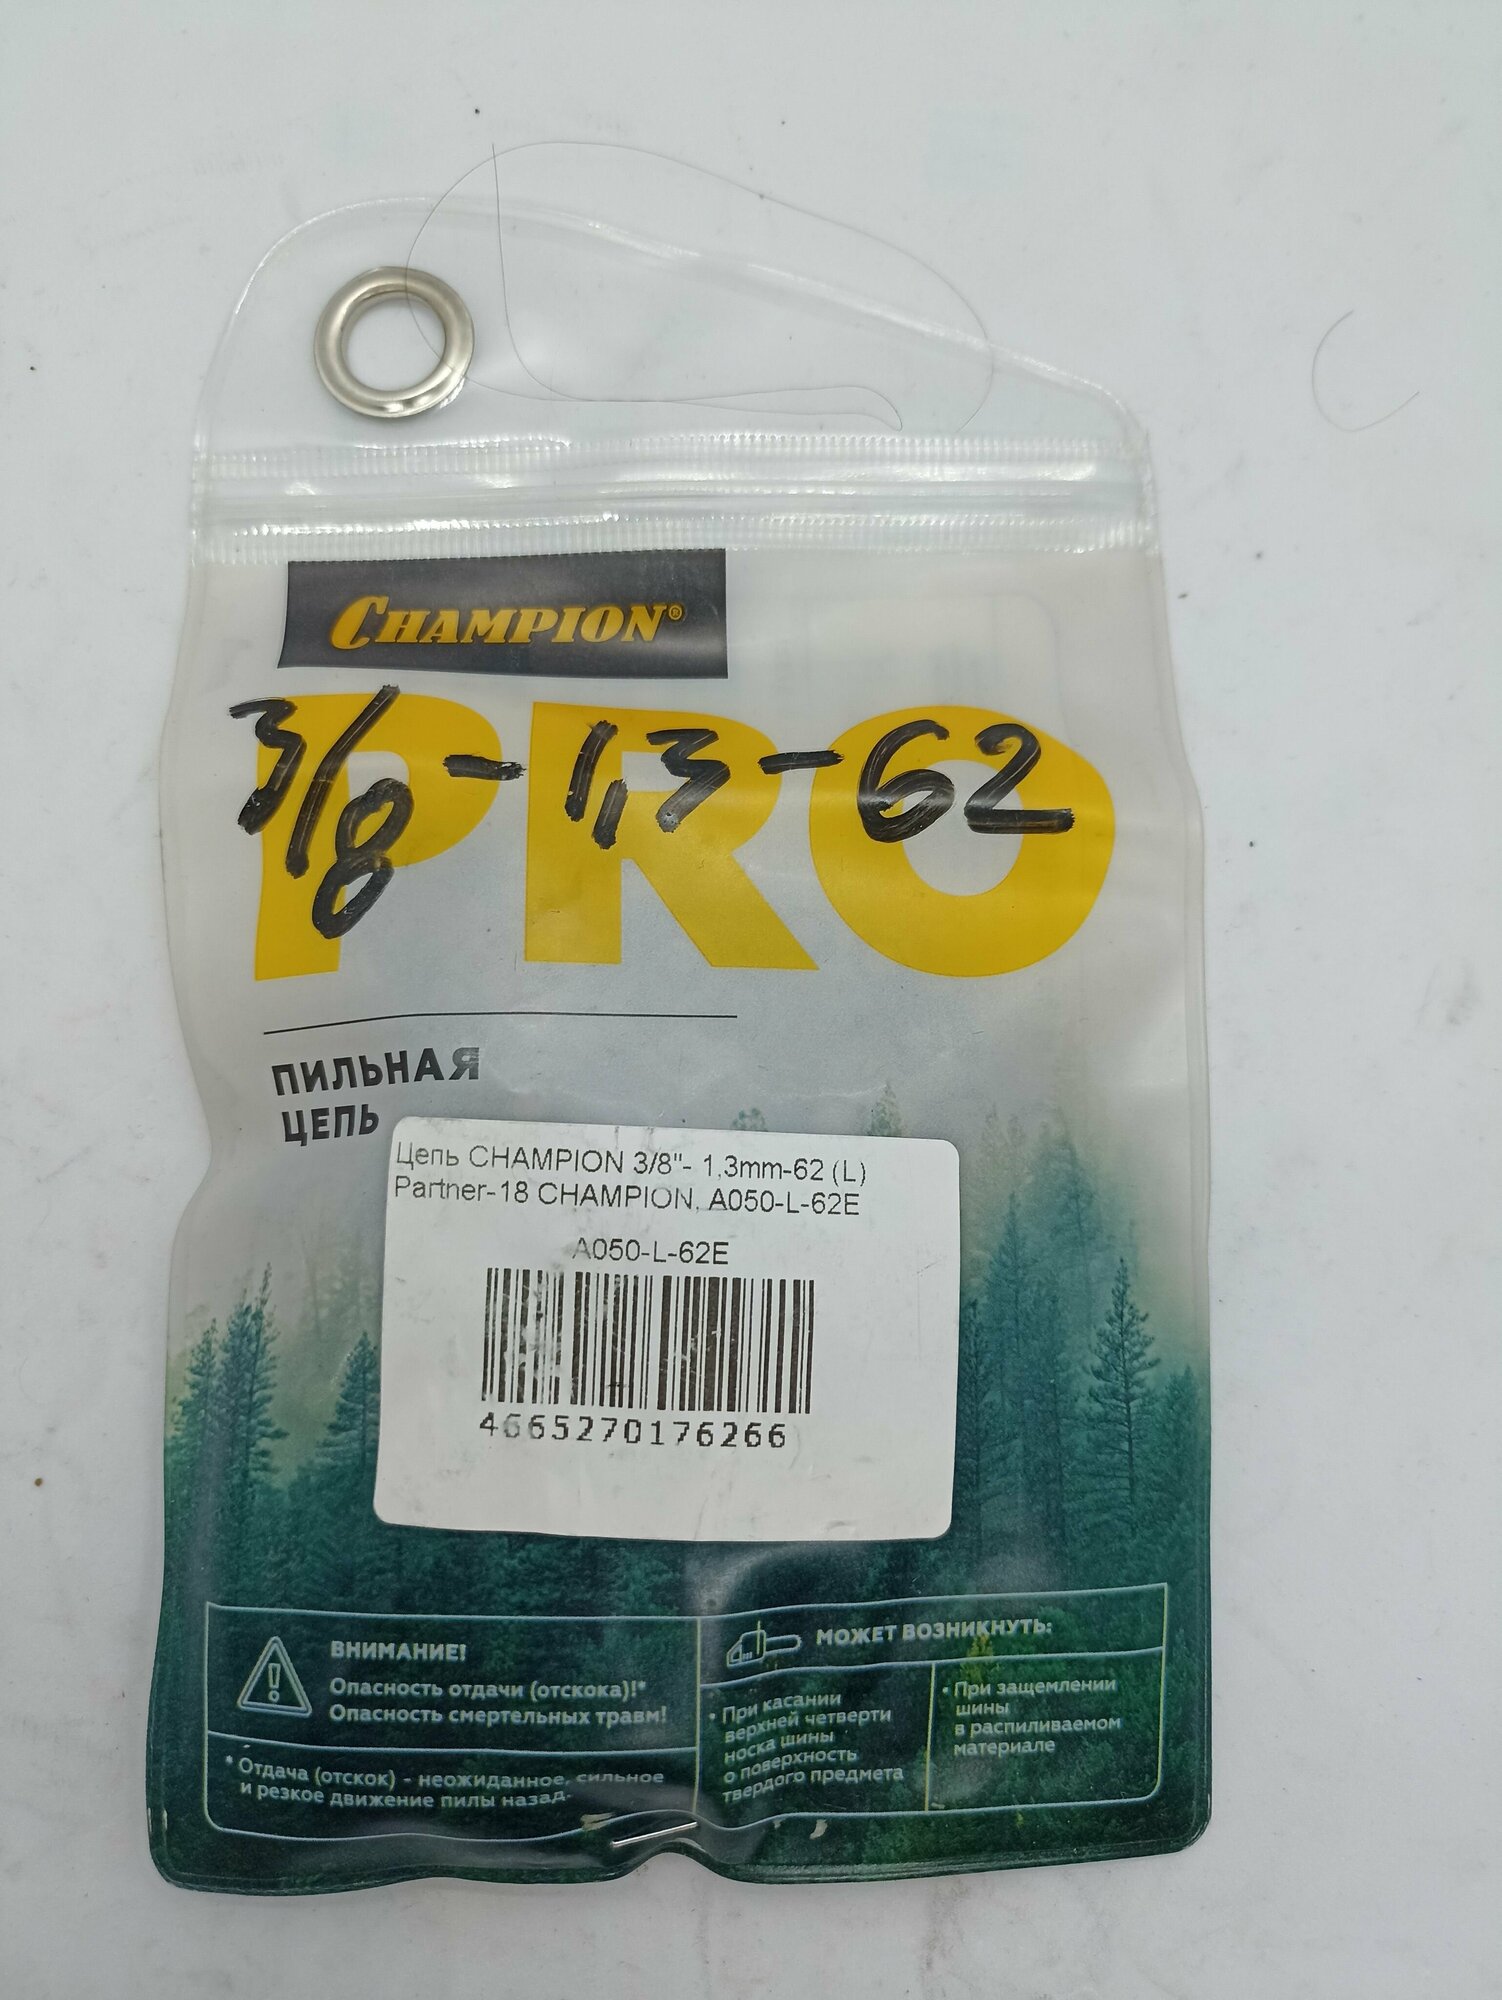 CHAMPION®
PRO
3/8 - 1,3 - 62
ПИЛЬНАЯ
ЦЕПЬ
Цепь CHAMPION 3/8"- 1,3mm-62 (L)
Partner-18 CHAMPION, A050-L-62E
A050-L-62E
4665270176266
ВНИМАНИЕ!
Опасность отдачи (отскока)!*
Опасность смертельных травм!
* Отдача (отскок) - неожиданное, сильное
и резкое движение пилы назад.
МОЖЕТ ВОЗНИКНУТЬ:
• При касании
верхней четверти
носка шины
о поверхность
твердого предмета
• При защемлении
шины
в распиливаемом
материале